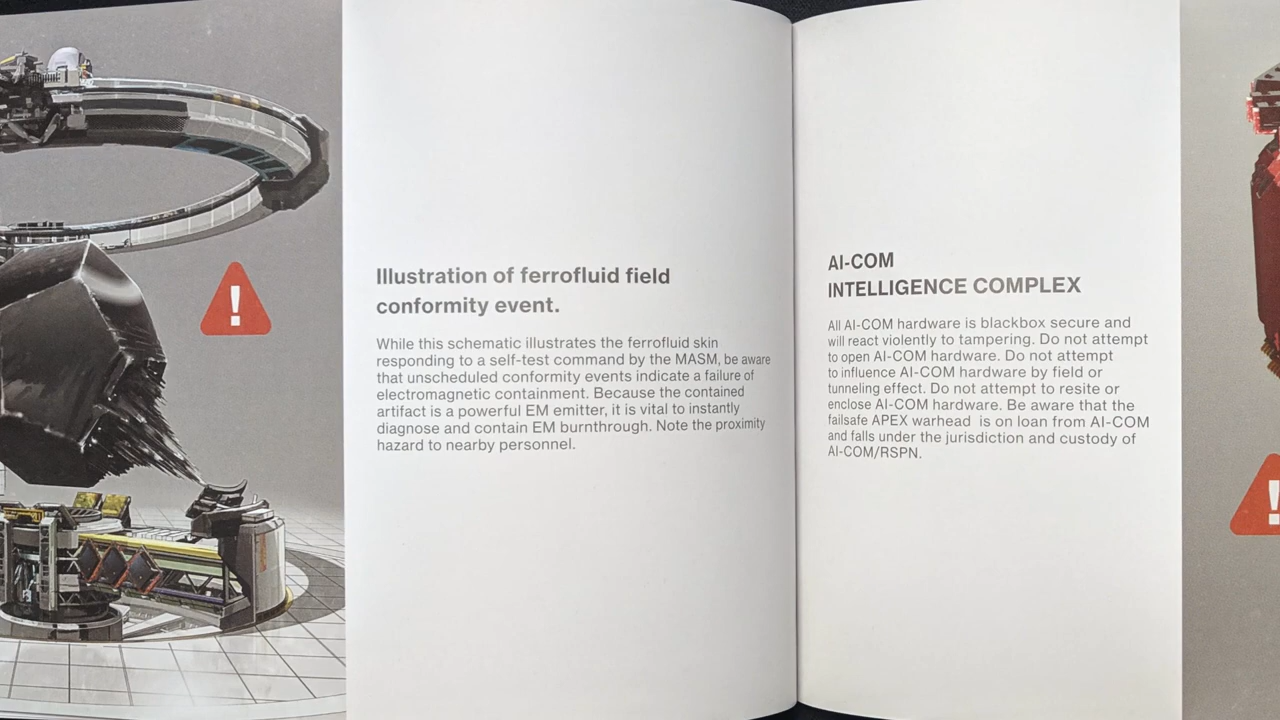 Illustration of ferrofluid field
conformity event.
While this schematic illustrates the ferrofluid skin
responding to a self-test command by the MASM, be aware
that unscheduled conformity events indicate a failure of
electromagnetic containment. Because the contained
artifact is a powerful EM emitter, it is vital to instantly
diagnose and contain EM burnthrough. Note the proximity
hazard to nearby personnel.
AI-COM
INTELLIGENCE COMPLEX
All AI-COM hardware is blackbox secure and
will react violently to tampering. Do not attempt
to open AI-COM hardware. Do not attempt
to influence AI-COM hardware by field or
tunneling effect. Do not attempt to resite or
enclose AI-COM hardware. Be aware that the
failsafe APEX warhead is on loan from AI-COM
and falls under the jurisdiction and custody of
AI-COM/RSPN.